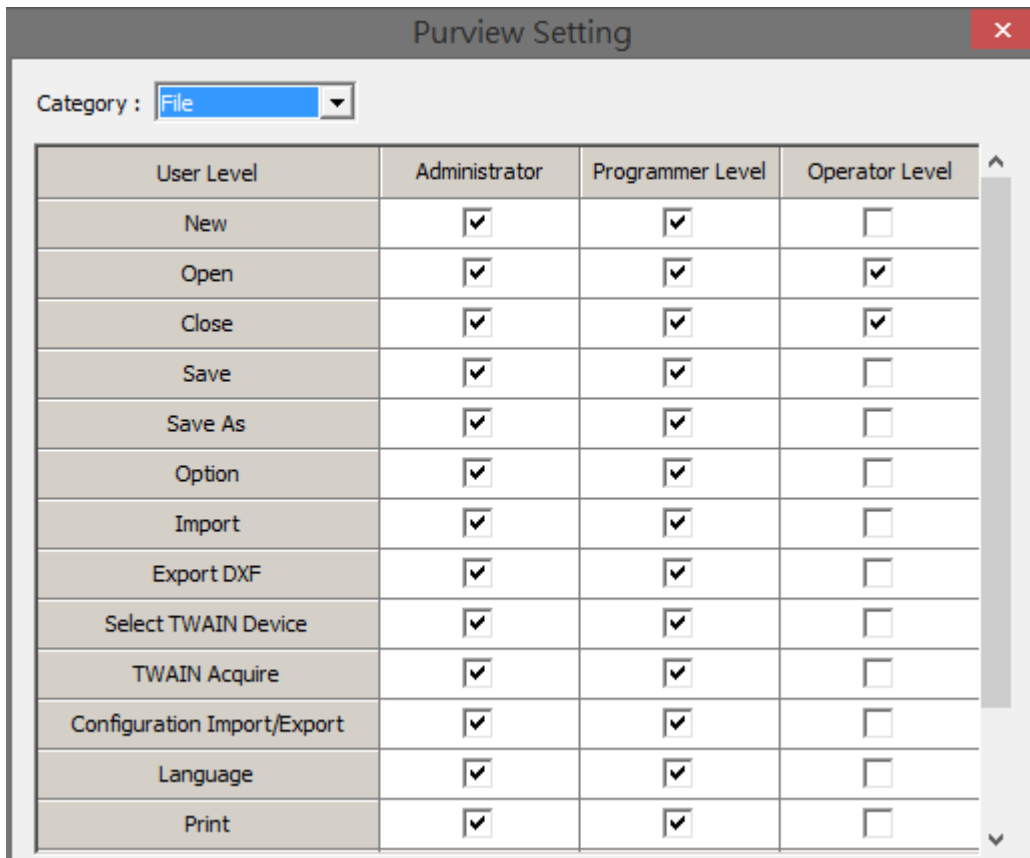 Purview Setting
Category : File
User Level Administrator Programmer Level Operator Level
New
Open
Close
Save
Save As
Option
Import
Export DXF
Select TWAIN Device
TWAIN Acquire
Configuration Import/Export
Language
Print